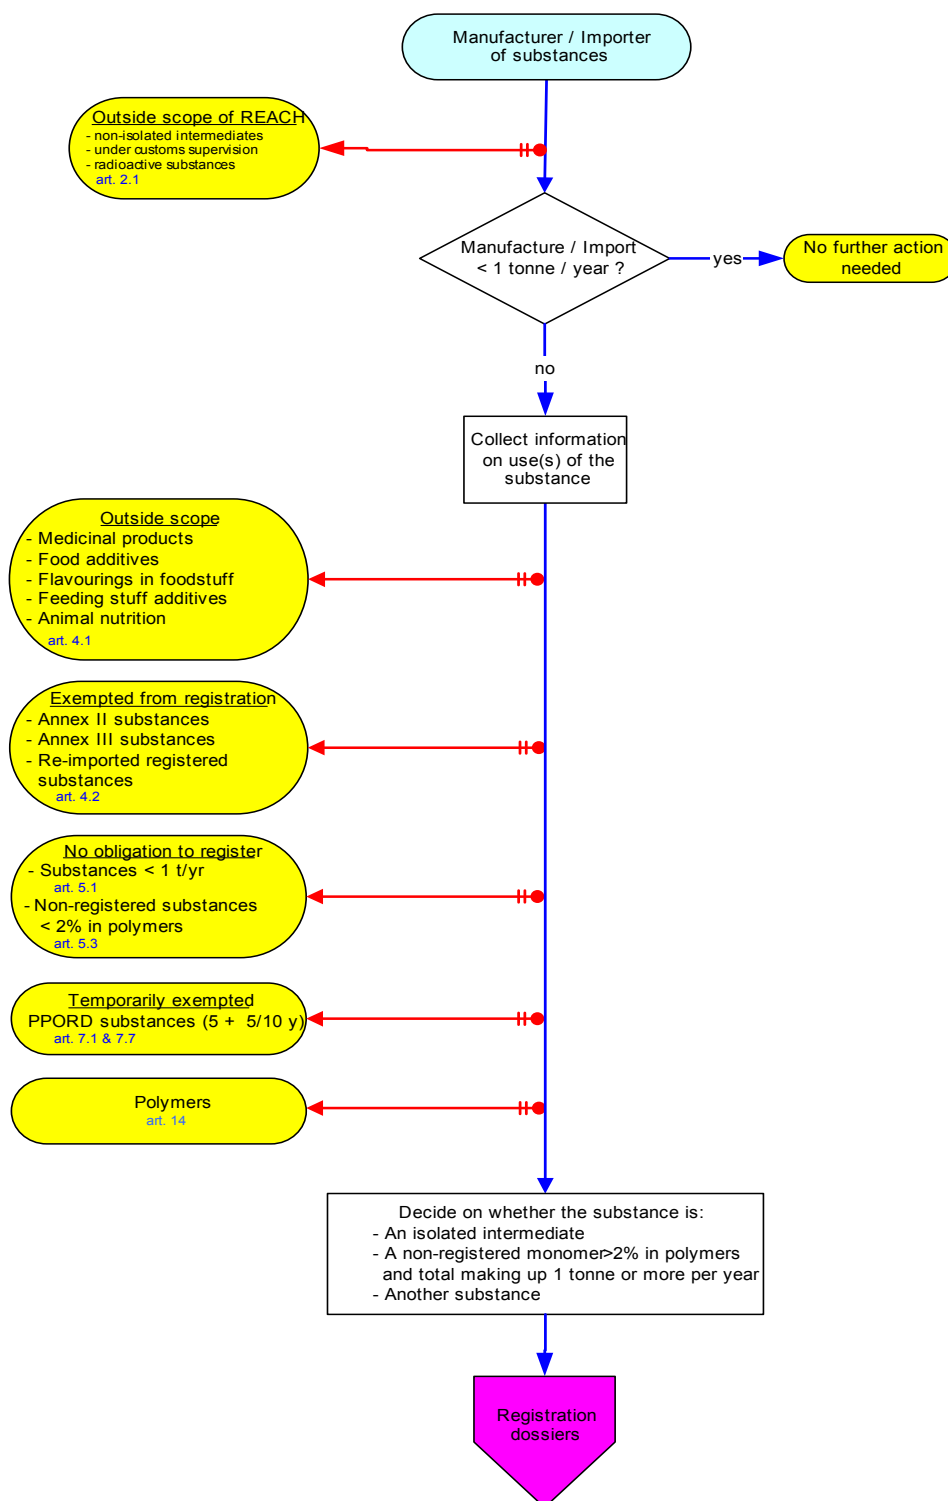 Manufacturer / Importer
of substances
Outside scope of REACH
- non-isolated intermediates
- under customs supervision
- radioactive substances
art. 2.1
Manufacture / Import
< 1 tonne / year ?
yes
No further action
needed
no
Collect information
on use(s) of the
substance
Outside scope
- Medicinal products
- Food additives
- Flavourings in foodstuff
- Feeding stuff additives
- Animal nutrition
art. 4.1
Exempted from registration
- Annex II substances
- Annex III substances
- Re-imported registered
substances
art. 4.2
No obligation to register
- Substances < 1 t/yr
art. 5.1
- Non-registered substances
< 2% in polymers
art. 5.3
Temporarily exempted
PPORD substances (5 + 5/10 y)
art. 7.1 & 7.7
Polymers
art. 14
Decide on whether the substance is:
- An isolated intermediate
- A non-registered monomer>2% in polymers
and total making up 1 tonne or more per year
- Another substance
Registration
dossiers